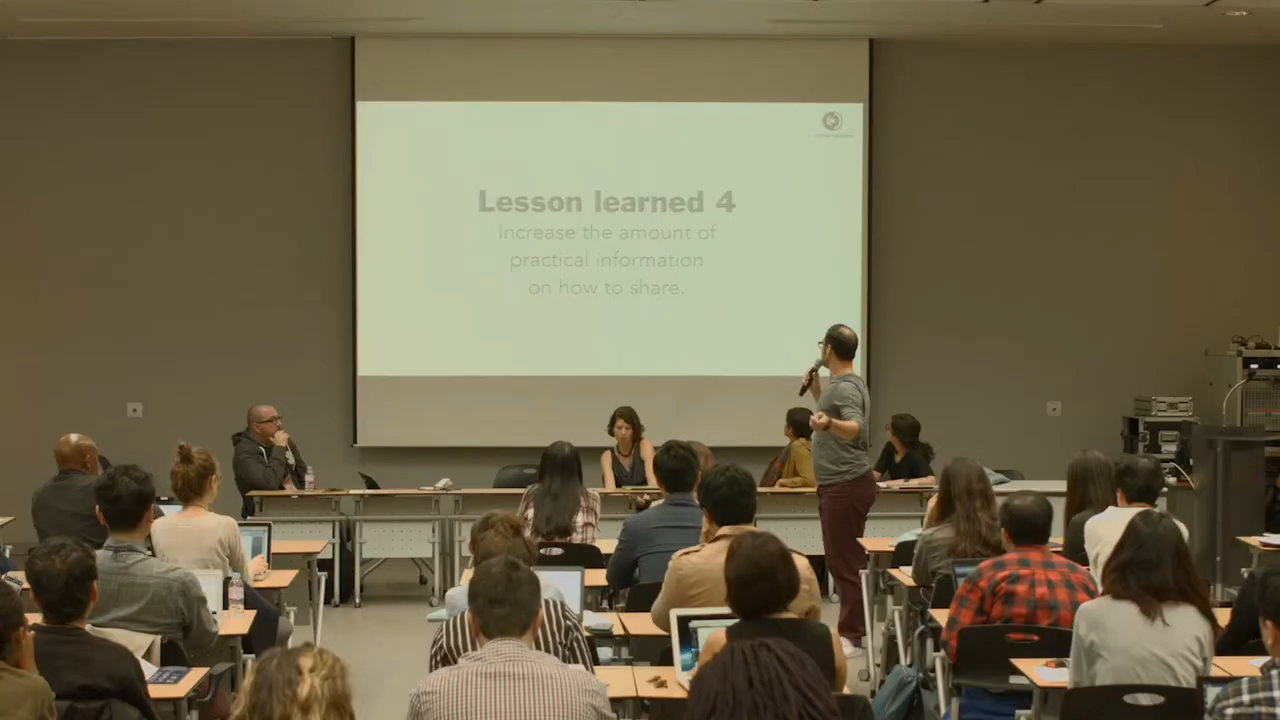 Lesson learned 4
Increase the amount of
practical information
on how to share.